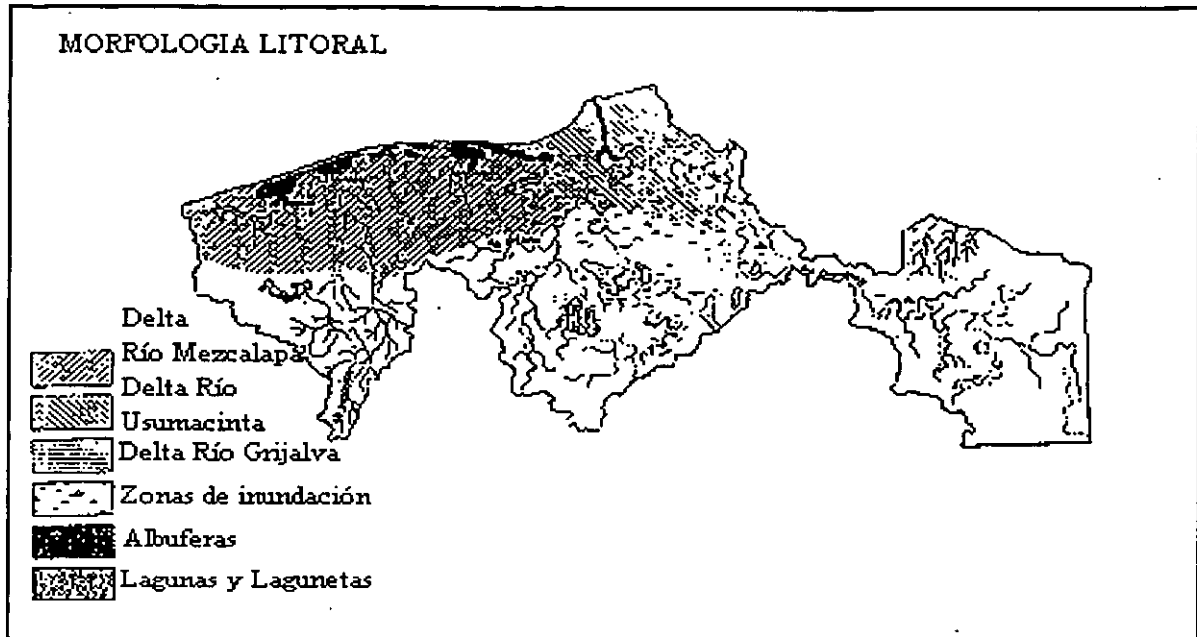 MORFOLOGIA LITORAL
Delta
Río Mezcalapa
Delta Río
Usumacinta
Delta Río Grijalva
Zonas de inundación
Albuferas
Lagunas y Lagunetas